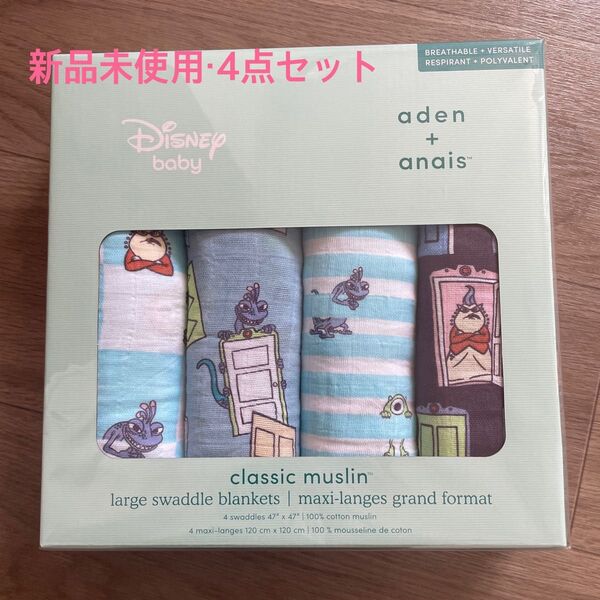 BREATHABLE + VERSATILE
RESPIRANT + POLYVALENT
新品未使用·4点セット
Disney
baby
aden
+
anais™
classic muslin™
large swaddle blankets | maxi-langes grand format
4 swaddles 47" x 47" | 100% cotton muslin
4 maxi-langes 120 cm x 120 cm | 100 % mousseline de coton